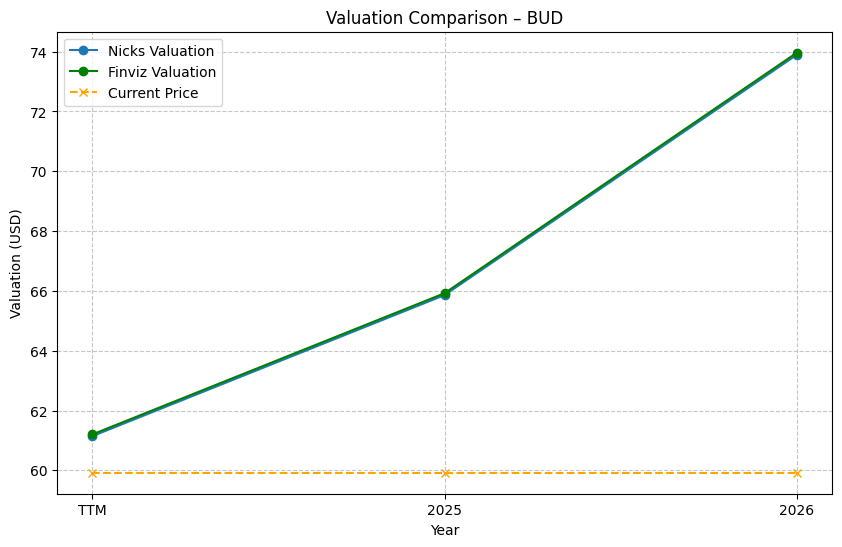 Valuation Comparison – BUD
Nicks Valuation
Finviz Valuation
Current Price
Valuation (USD)
74
72
70
68
66
64
62
60
TTM
2025
2026
Year